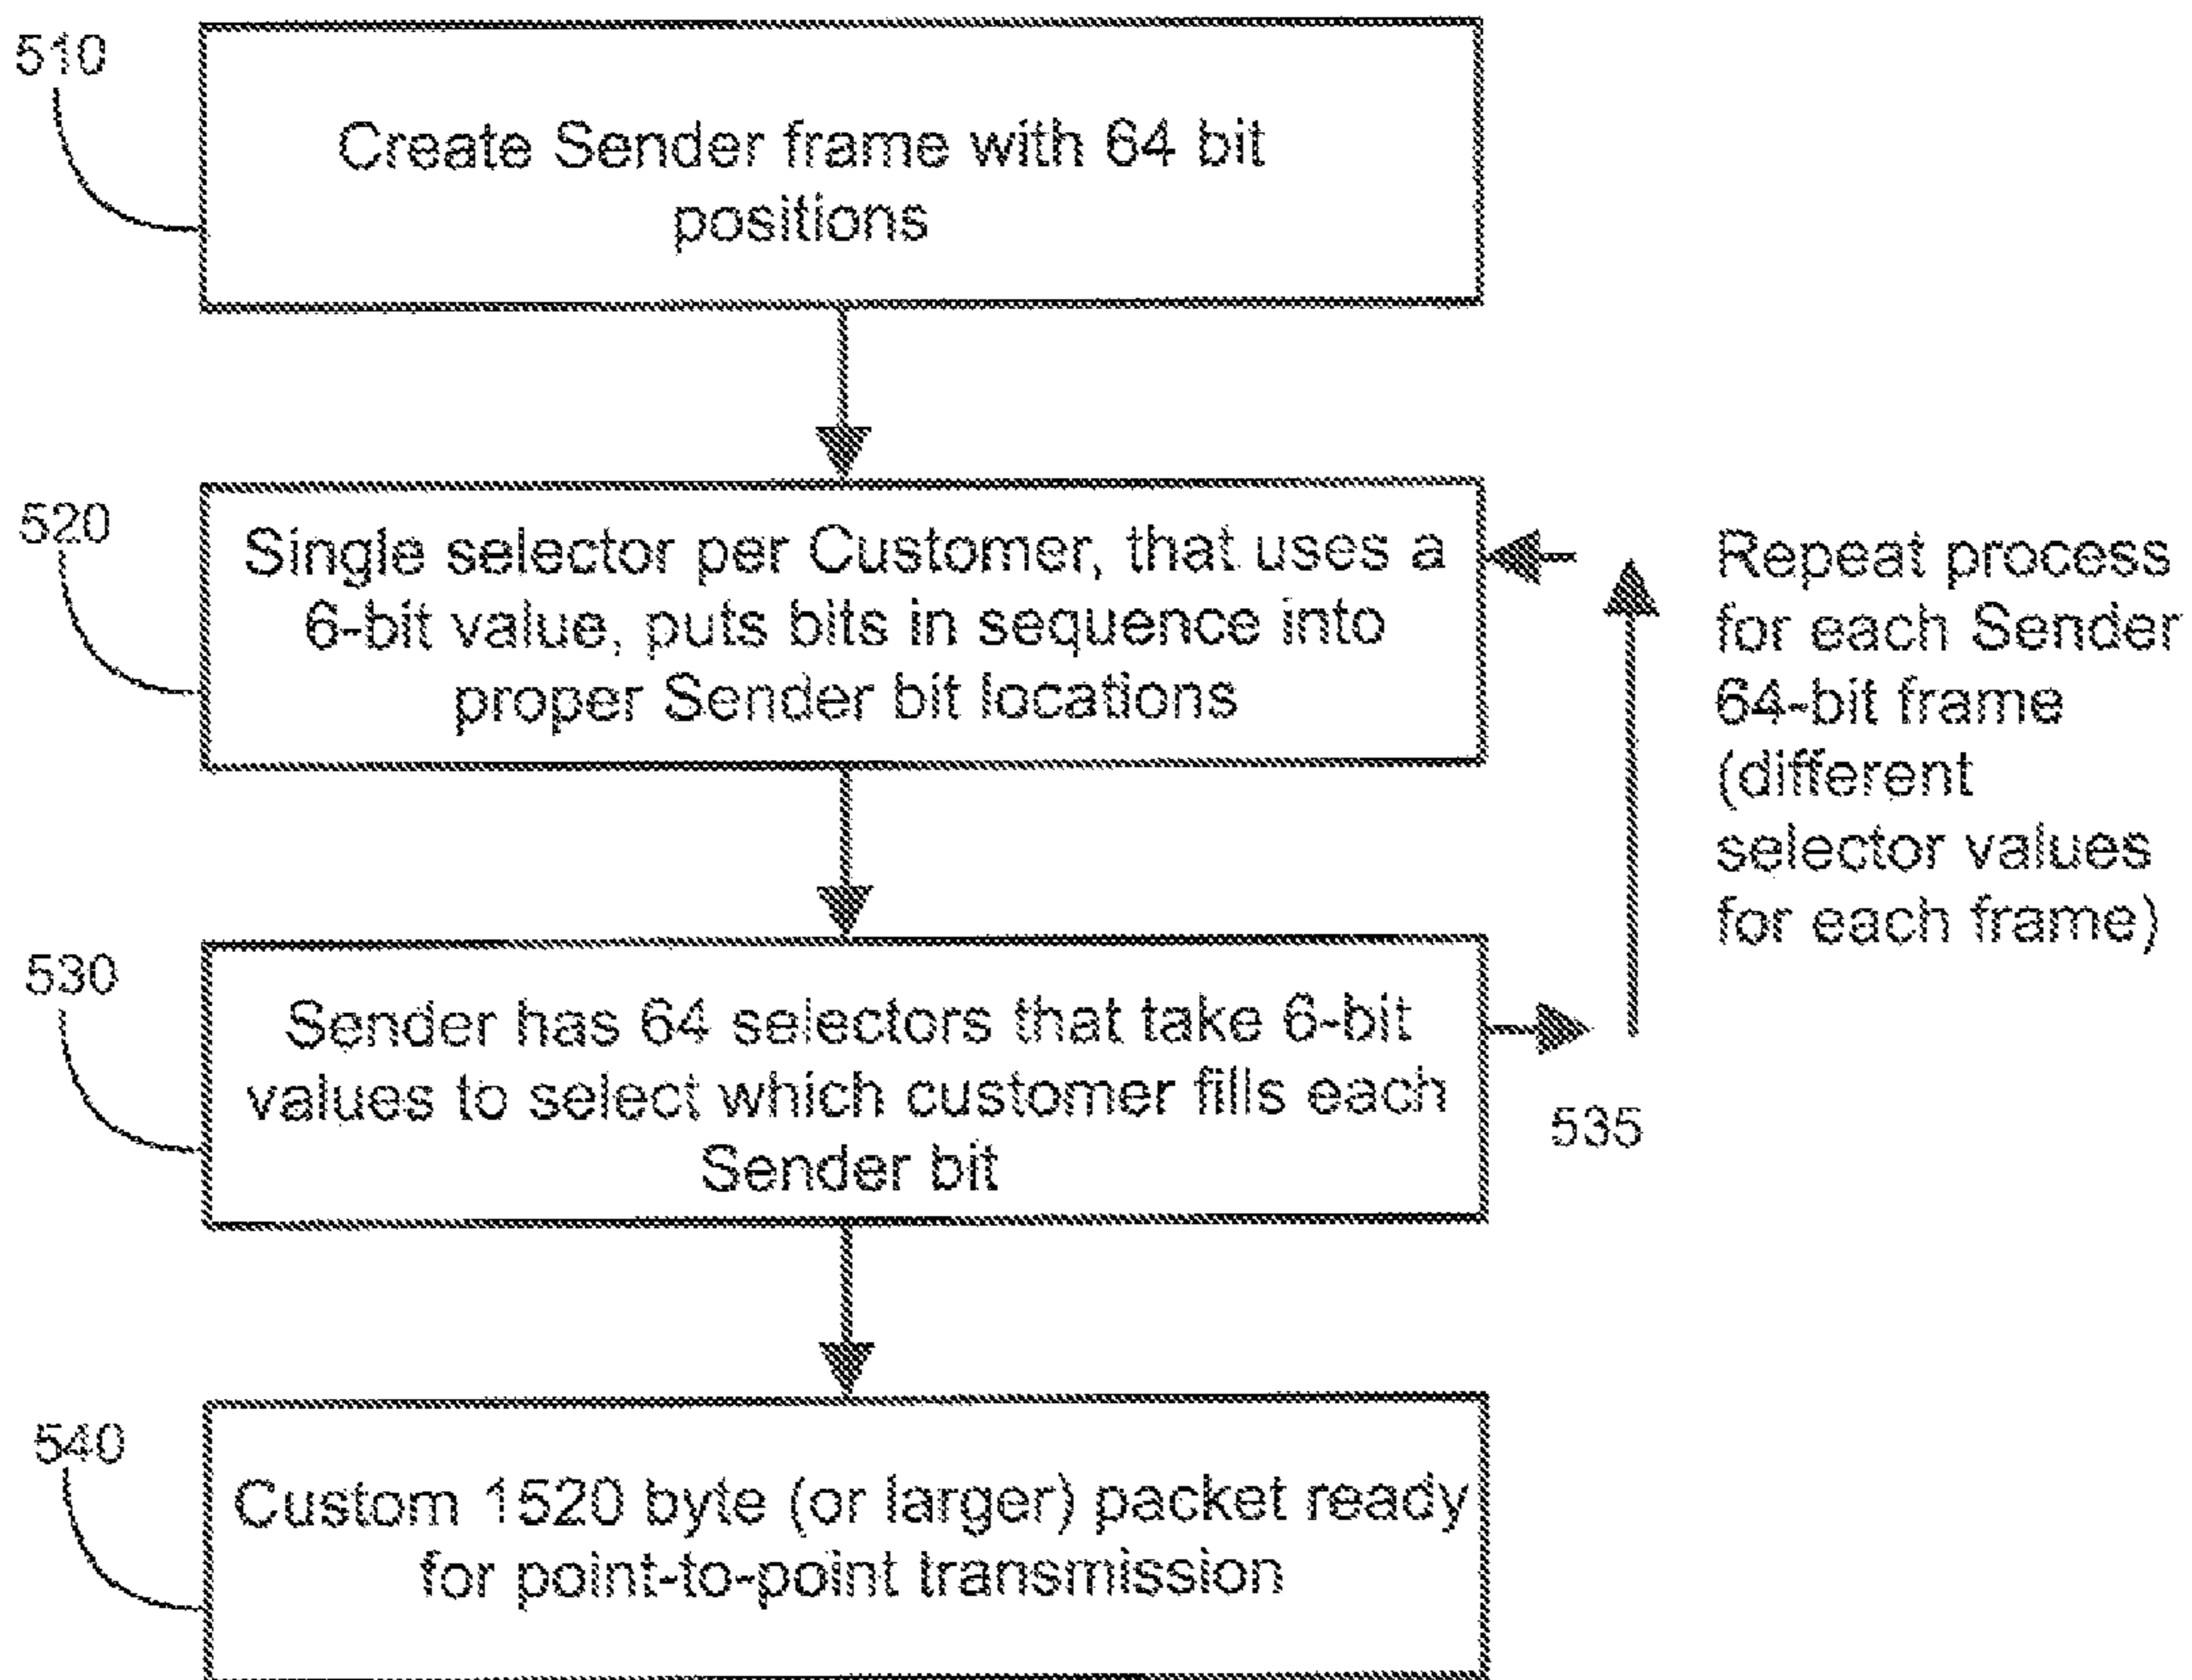 510
Create Sender frame with 64 bit
positions
520
Single selector per Customer, that uses a
6-bit value, puts bits in sequence into
proper Sender bit locations
Repeat process
for each Sender
64-bit frame
(different
selector values
for each frame)
530
Sender has 64 selectors that take 6-bit
values to select which customer fills each
Sender bit
535
540
Custom 1520 byte (or larger) packet ready
for point-to-point transmission